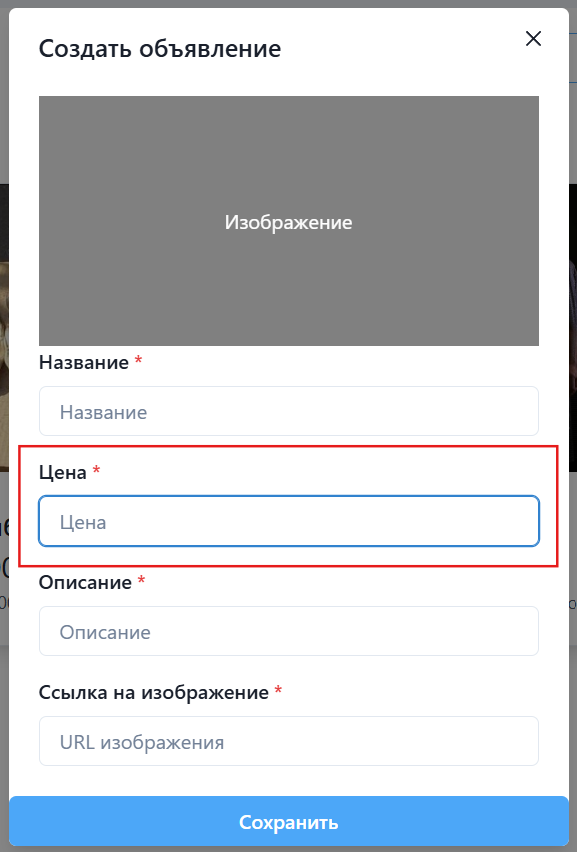 Создать объявление
Изображение
Название *
Название
Цена *
Цена
Описание *
Описание
Ссылка на изображение *
URL изображения
Сохранить